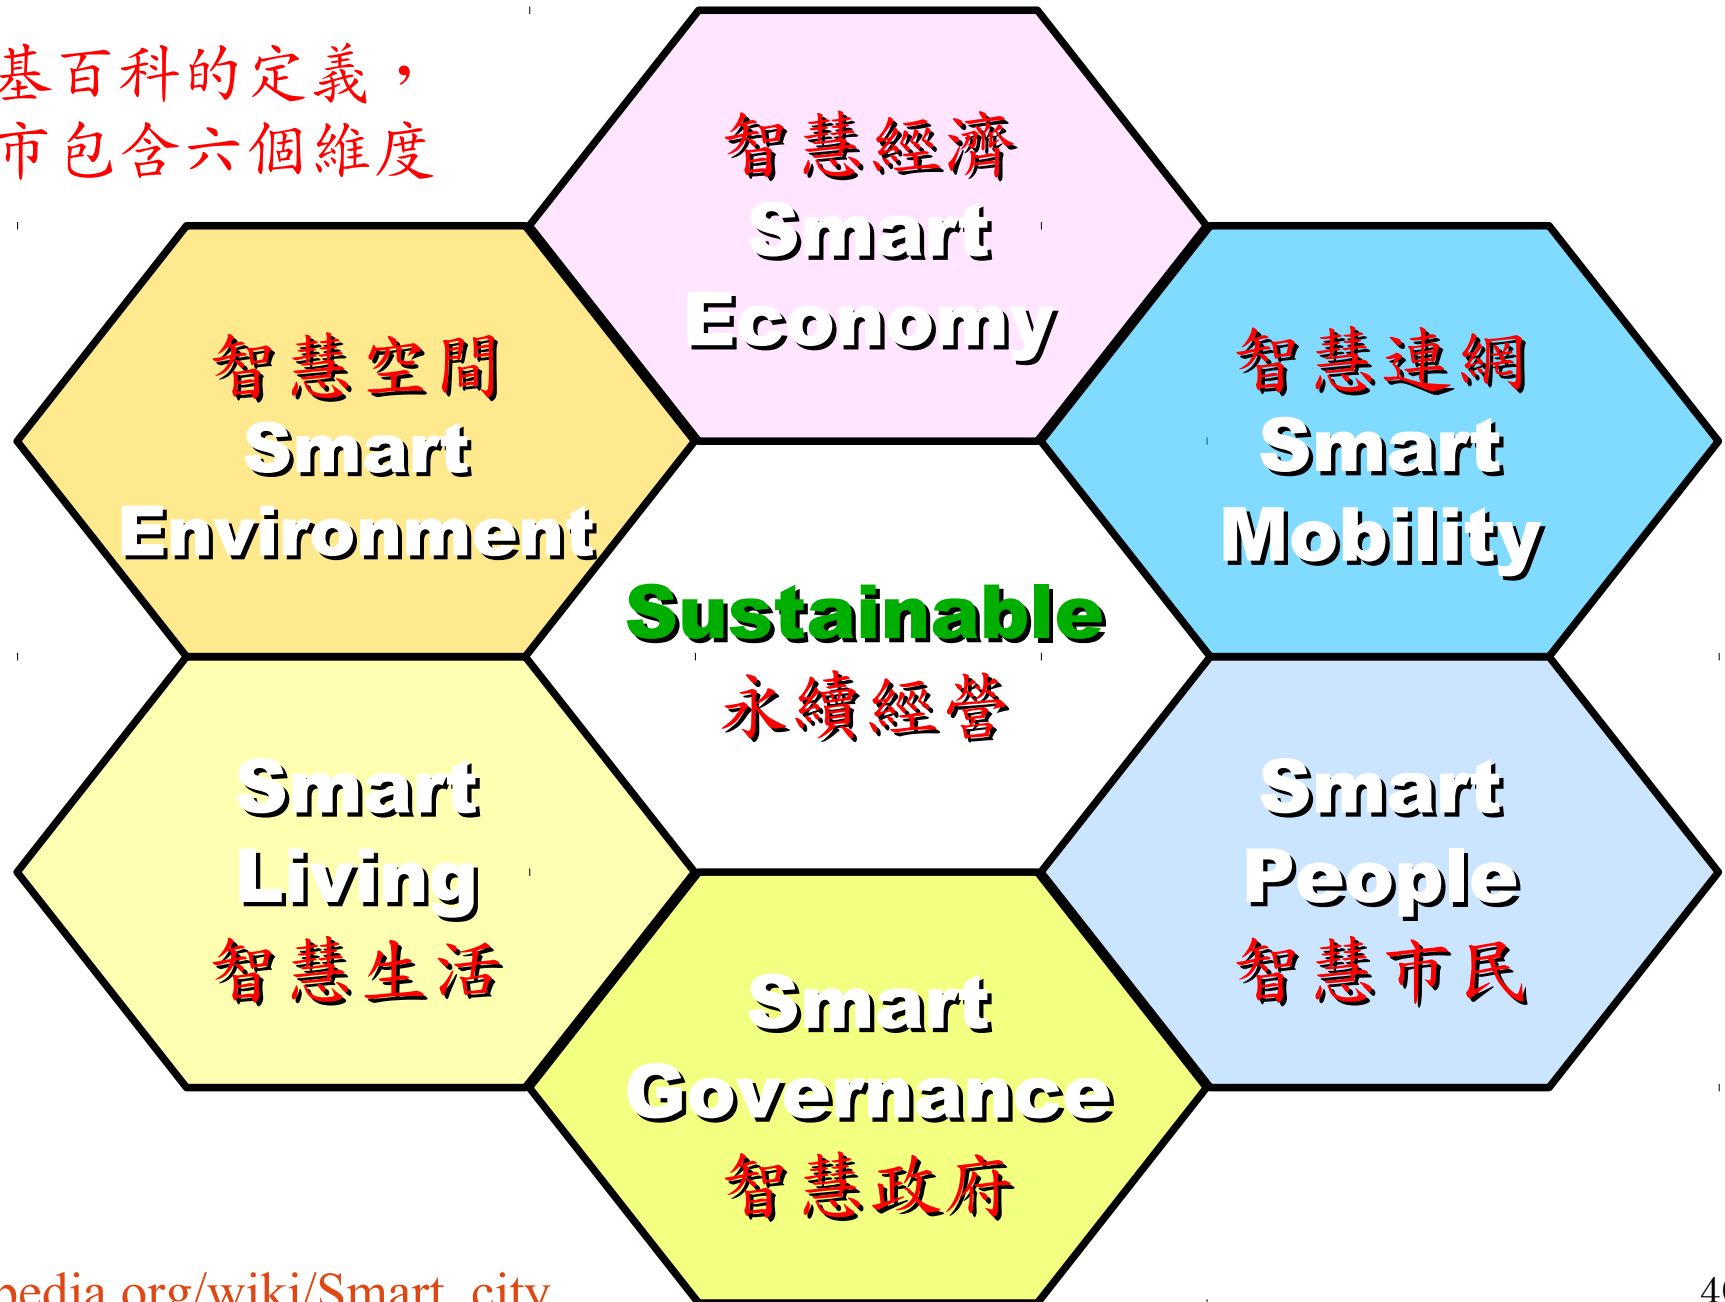 基百科的定義，
市包含六個維度
智慧經濟
Smart
Economy
智慧空間
Smart
Environment
智慧連網
Smart
Mobility
Sustainable
永續經營
Smart
Living
智慧生活
Smart
People
智慧市民
Smart
Governance
智慧政府
pedia.org/wiki/Smart_city